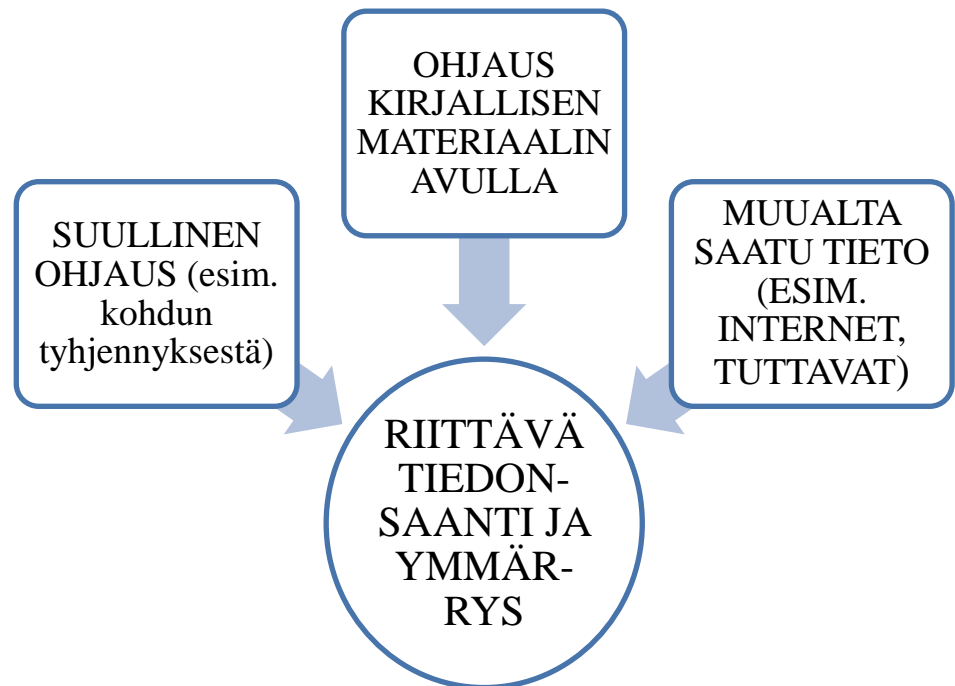 OHJAUS
KIRJALLISEN
MATERIAALIN
AVULLA
SUULLINEN
OHJAUS (esim.
kohdun
tyhjennyksestä)
MUUALTA
SAATU TIETO
(ESIM.
INTERNET,
TUTTAVAT)
RIITTÄVÄ
TIEDON-
SAANTI JA
YMMÄR-
RYS